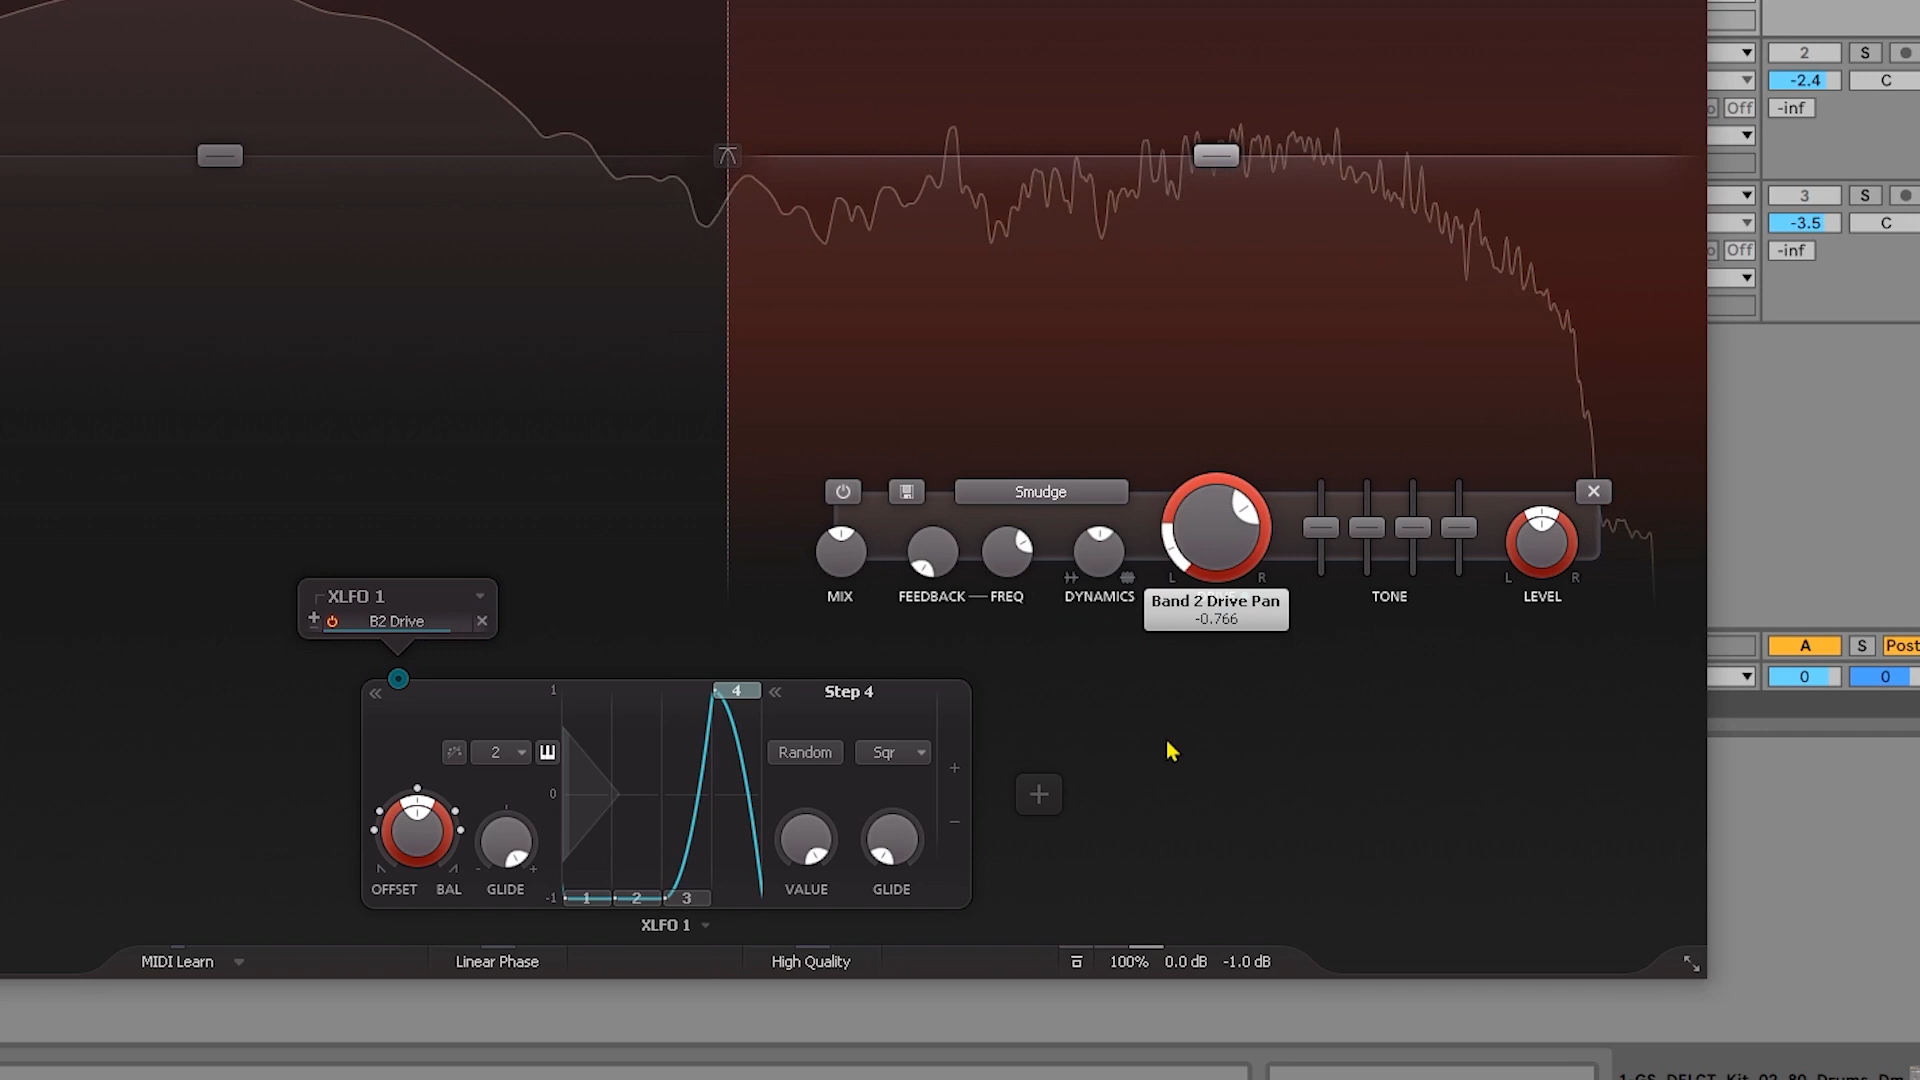 2 S
-2.4 C
Off -inf
3 S
-3.5 C
Off -inf
Smudge
L R L R
MIX FEEDBACK FREQ DYNAMICS TONE LEVEL
Band 2 Drive Pan
-0.766
XLFO 1
B2 Drive
A S Post
0 0
1 4 Step 4
2 Random Sqr
0
OFFSET BAL GLIDE VALUE GLIDE
-1 1 2 3
XLFO 1
MIDI Learn Linear Phase High Quality 100% 0.0 dB -1.0 dB